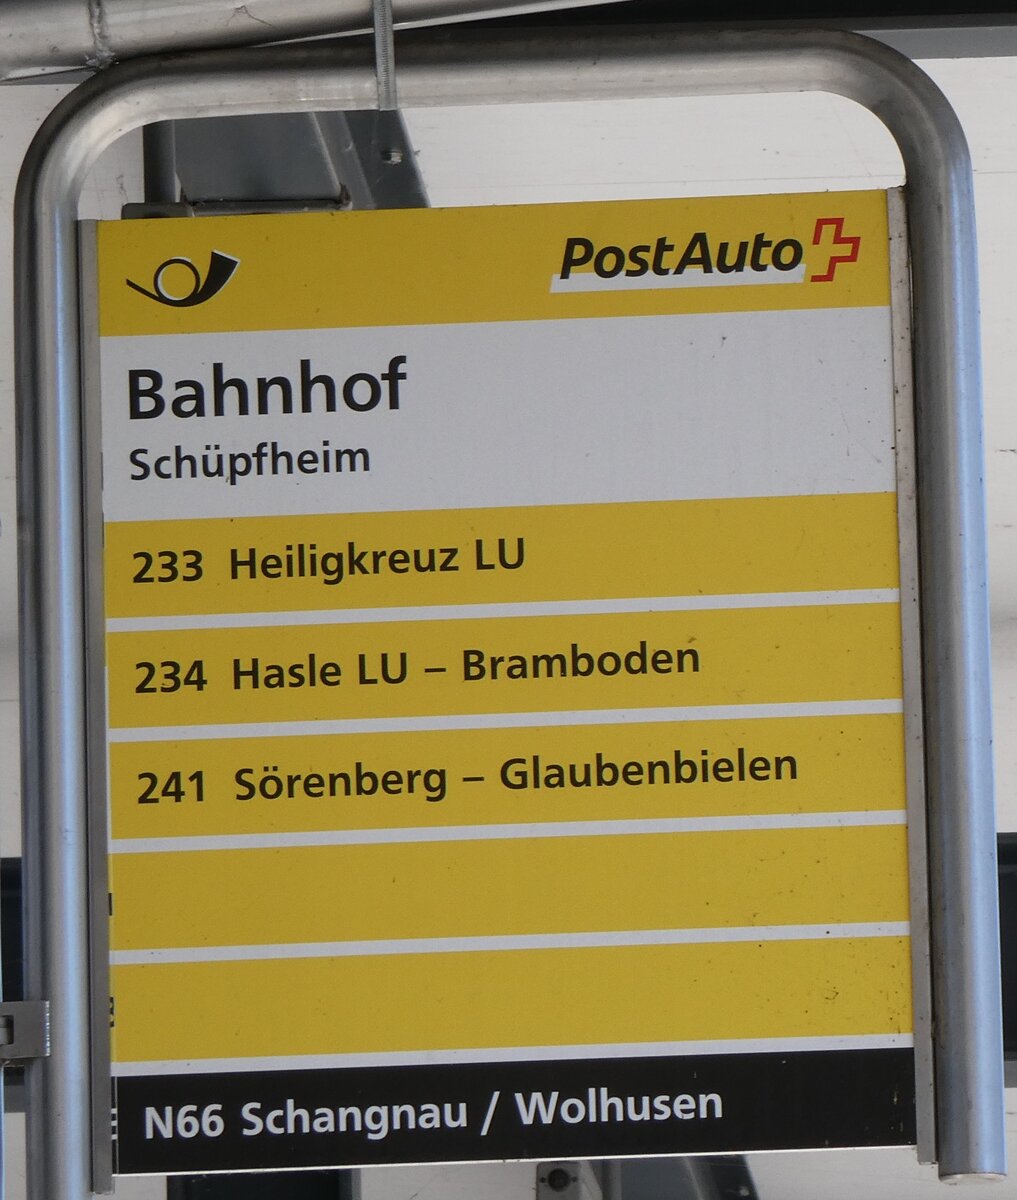 PostAuto
Bahnhof
Schüpfheim
233 Heiligkreuz LU
234 Hasle LU – Bramboden
241 Sörenberg – Glaubenbielen
N66 Schangnau / Wolhusen